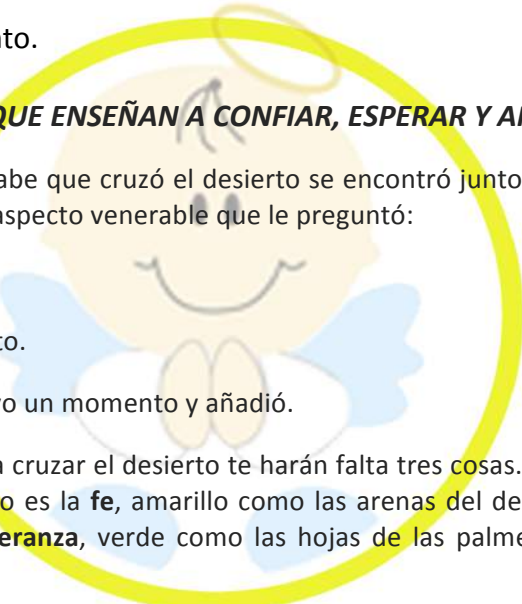 nto.
QUE ENSEÑAN A CONFIAR, ESPERAR Y A
abe que cruzó el desierto se encontró junto
aspecto venerable que le preguntó:
to.
o un momento y añadió.
a cruzar el desierto te harán falta tres cosas.
o es la fe, amarillo como las arenas del de
eranza, verde como las hojas de las palme